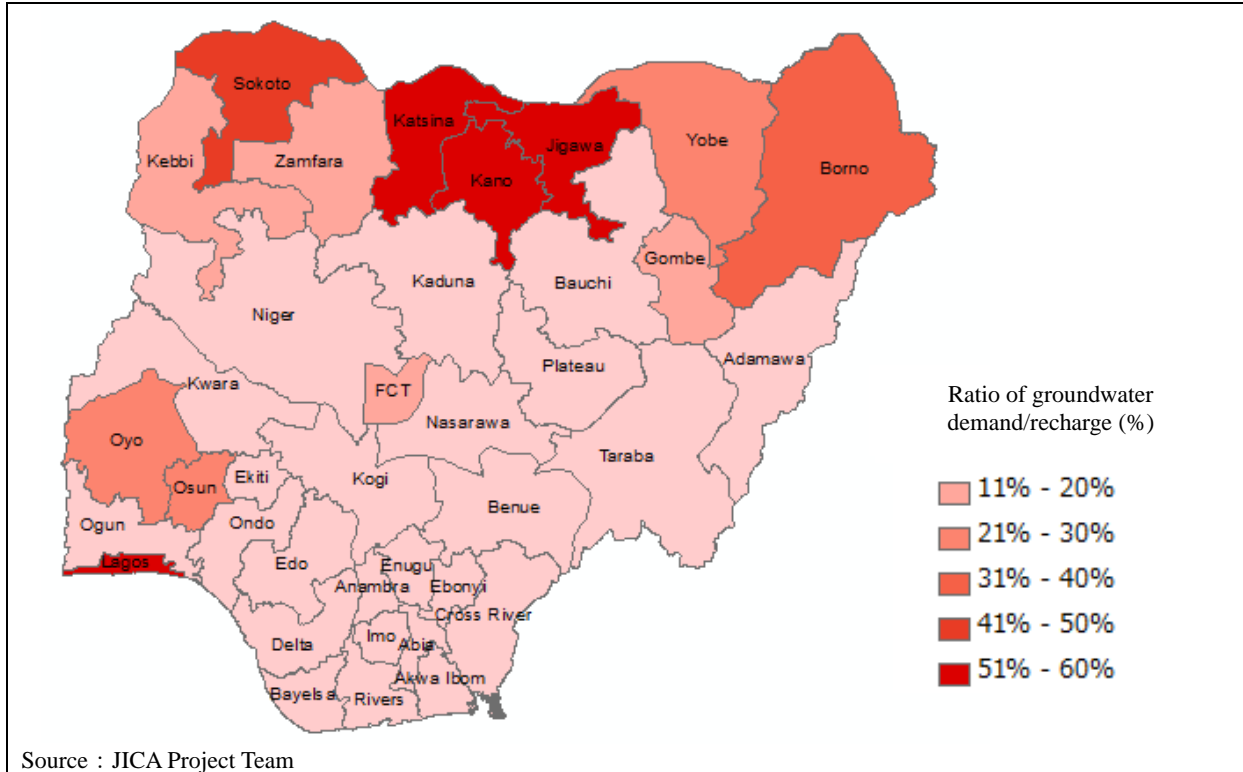 Sokoto
Katsina
Jigawa
Yobe
Kebbi
Zamfara
Kano
Borno
Gombe
Kaduna
Bauchi
Niger
Adamawa
Plateau
Kwara
FCT
Nasarawa
Oyo
Taraba
Osun
Ekiti
Kogi
Benue
Ogun
Ondo
Lagos
Edo
Enugu
Anambra
Ebonyi
Cross River
Delta
Imo
Abia
Akwa Ibom
Bayelsa
Rivers
Ratio of groundwater
demand/recharge (%)
11% - 20%
21% - 30%
31% - 40%
41% - 50%
51% - 60%
Source : JICA Project Team